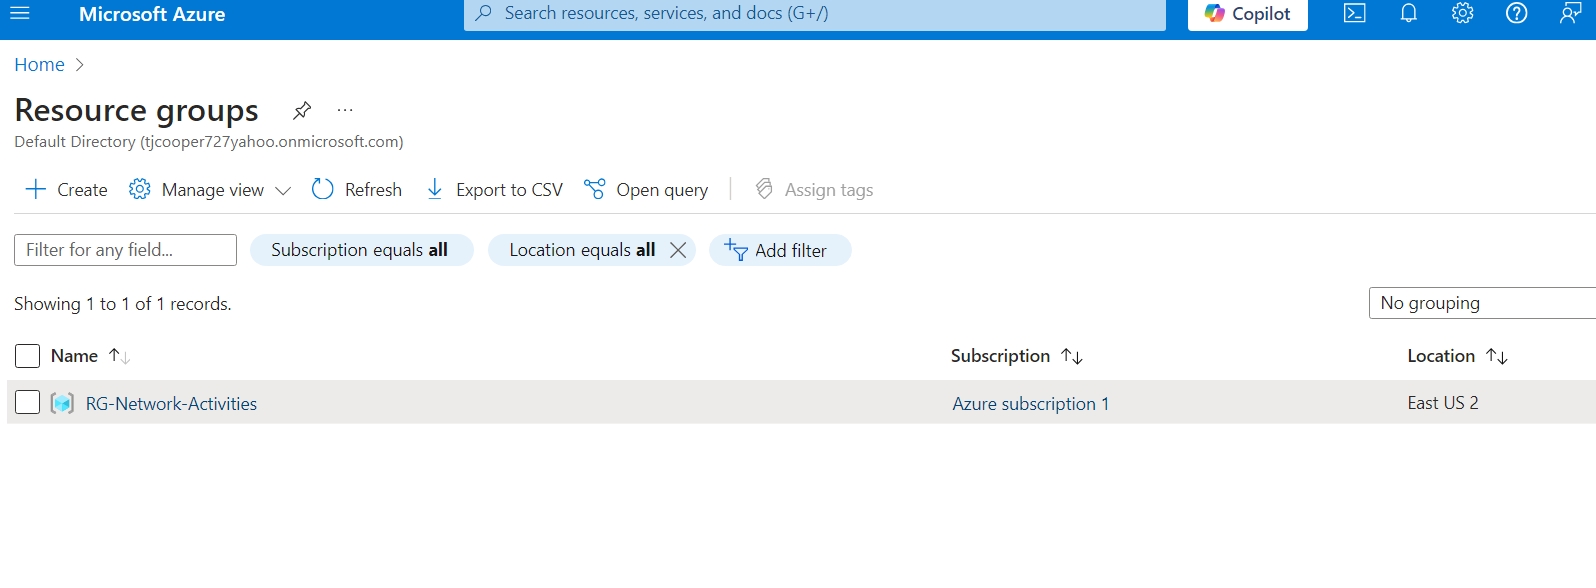 Microsoft Azure
Search resources, services, and docs (G+/)
Copilot
Home
Resource groups
Default Directory (tjcooper727yahoo.onmicrosoft.com)
Create Manage view Refresh Export to CSV Open query Assign tags
Filter for any field... Subscription equals all Location equals all Add filter
Showing 1 to 1 of 1 records. No grouping
Name Subscription Location
RG-Network-Activities Azure subscription 1 East US 2